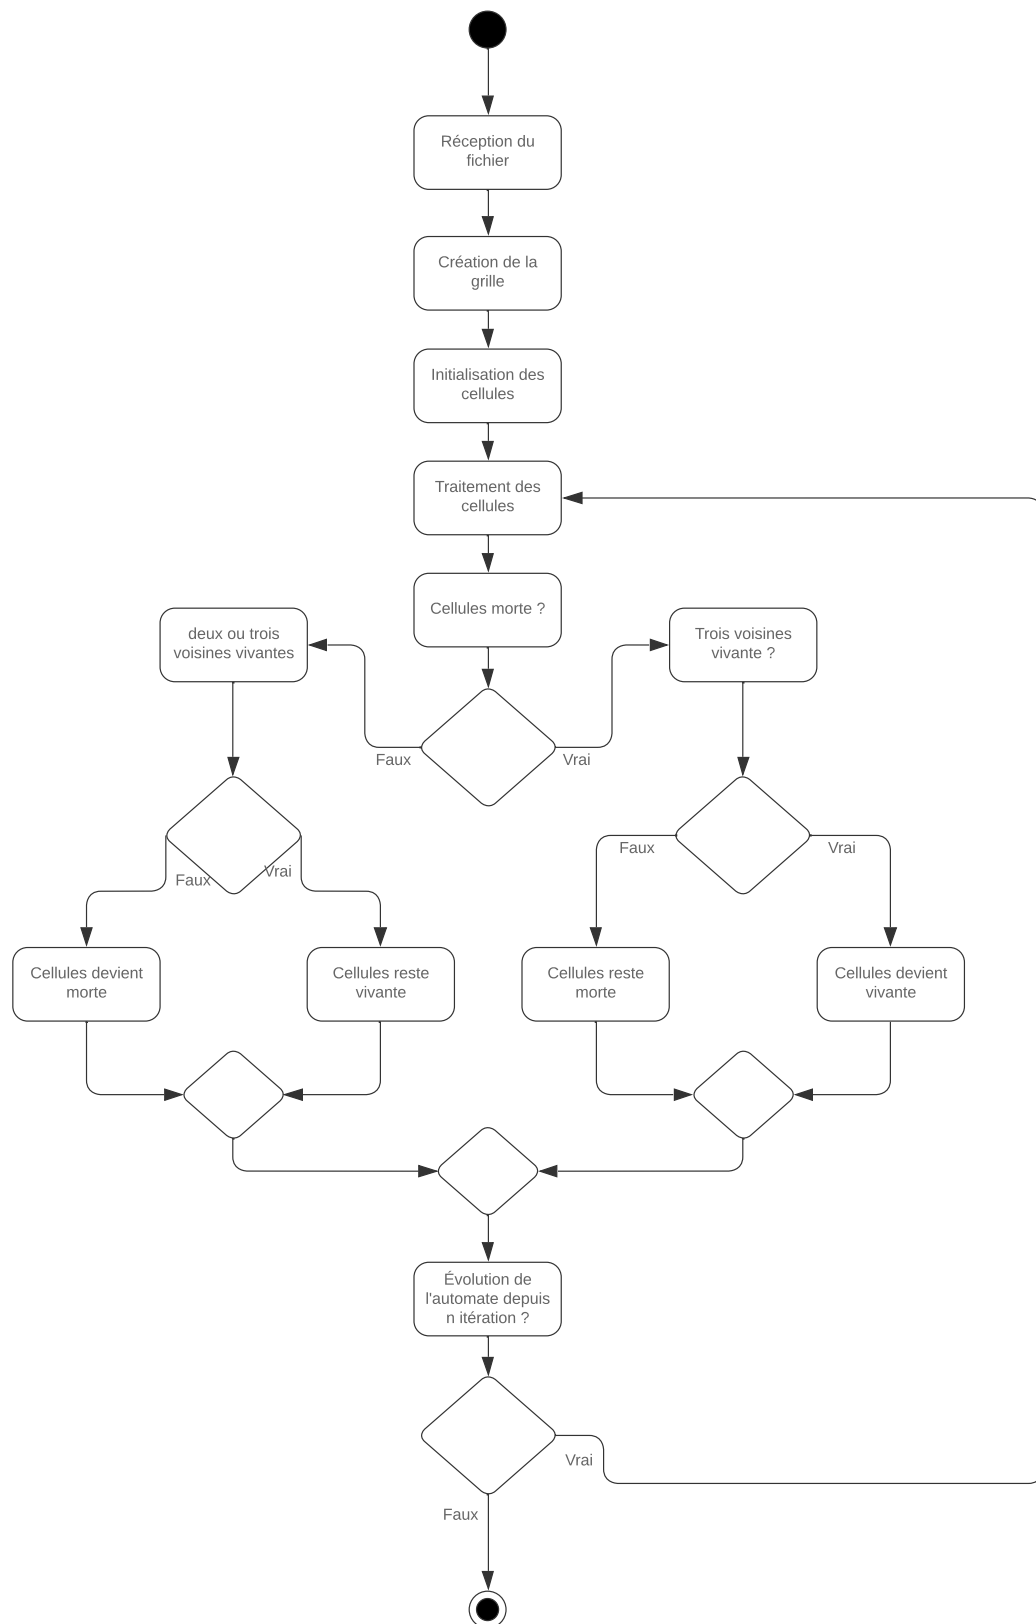 Réception du
fichier
Création de la
grille
Initialisation des
cellules
Traitement des
cellules
Cellules morte ?
deux ou trois
voisines vivantes
Trois voisines
vivante ?
Faux
Vrai
Faux
Vrai
Faux
Vrai
Cellules devient
morte
Cellules reste
vivante
Cellules reste
morte
Cellules devient
vivante
Évolution de
l'automate depuis
n itération ?
Vrai
Faux